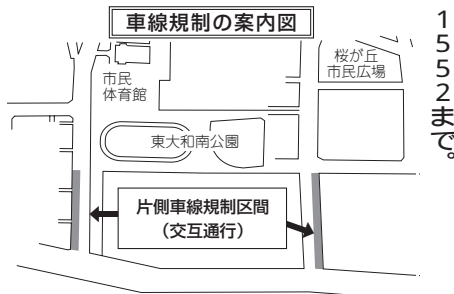 1552まで。
車線規制の案内図
市民
体育館
桜が丘
市民広場
東大和南公園
片側車線規制区間
(交互通行)